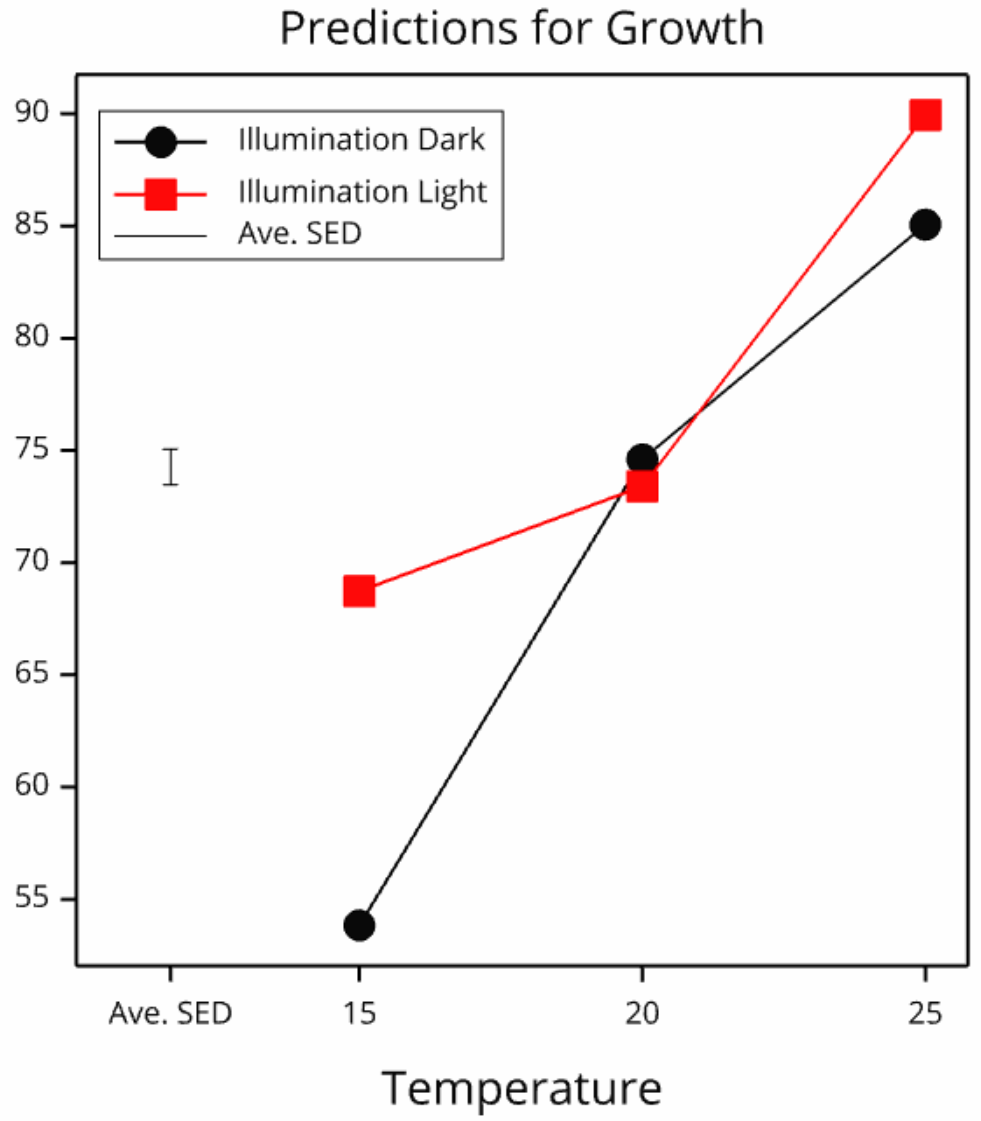 Predictions for Growth
90
85
80
75
70
65
60
55
Illumination Dark
Illumination Light
Ave. SED
Ave. SED 15 20 25
Temperature